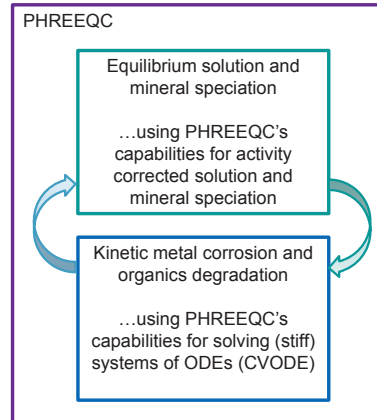 PHREEQC
Equilibrium solution and
mineral speciation
…using PHREEQC's
capabilities for activity
corrected solution and
mineral speciation
Kinetic metal corrosion and
organics degradation
…using PHREEQC's
capabilities for solving (stiff)
systems of ODEs (CVODE)